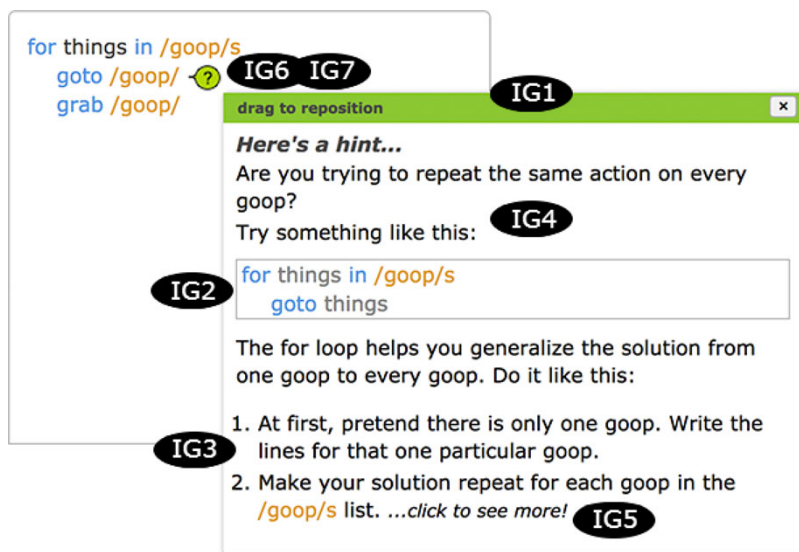 for things in /goop/s
goto /goop/ ? IG6 IG7
grab /goop/
IG1
drag to reposition ×
Here's a hint...
Are you trying to repeat the same action on every
goop?
IG4
Try something like this:
IG2
for things in /goop/s
goto things
The for loop helps you generalize the solution from
one goop to every goop. Do it like this:
1. At first, pretend there is only one goop. Write the
IG3
lines for that one particular goop.
2. Make your solution repeat for each goop in the
/goop/s list. ...click to see more! IG5